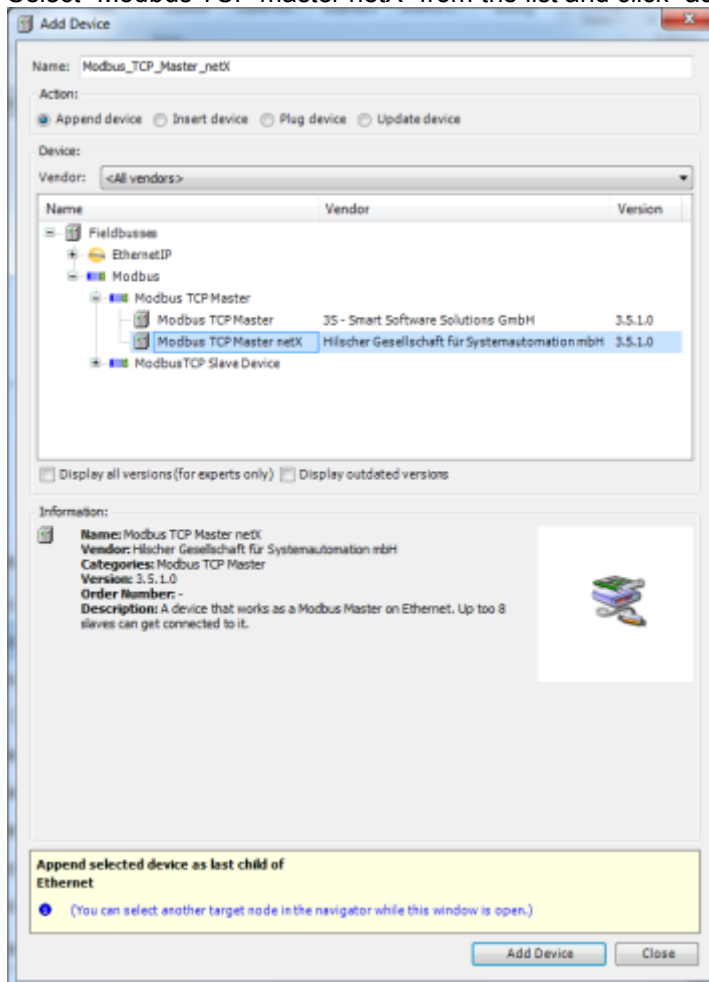 Select "Modbus TCP master netX" from the list and click
Add Device
Name: Modbus_TCP_Master_netX
Action:
Append device Insert device Plug device Update device
Device:
Vendor: <All vendors>
Name Vendor Version
Fieldbusses
EthernetIP
Modbus
Modbus TCP Master
Modbus TCP Master 3S - Smart Software Solutions GmbH 3.5.1.0
Modbus TCP Master netX Hilscher Gesellschaft für Systemautomation mbH 3.5.1.0
ModbusTCP Slave Device
Display all versions (for experts only) Display outdated versions
Information:
Name: Modbus TCP Master netX
Vendor: Hilscher Gesellschaft für Systemautomation mbH
Categories: Modbus TCP Master
Version: 3.5.1.0
Order Number: -
Description: A device that works as a Modbus Master on Ethernet. Up too 8
slaves can get connected to it.
Append selected device as last child of
Ethernet
(You can select another target node in the navigator while this window is open.)
Add Device Close